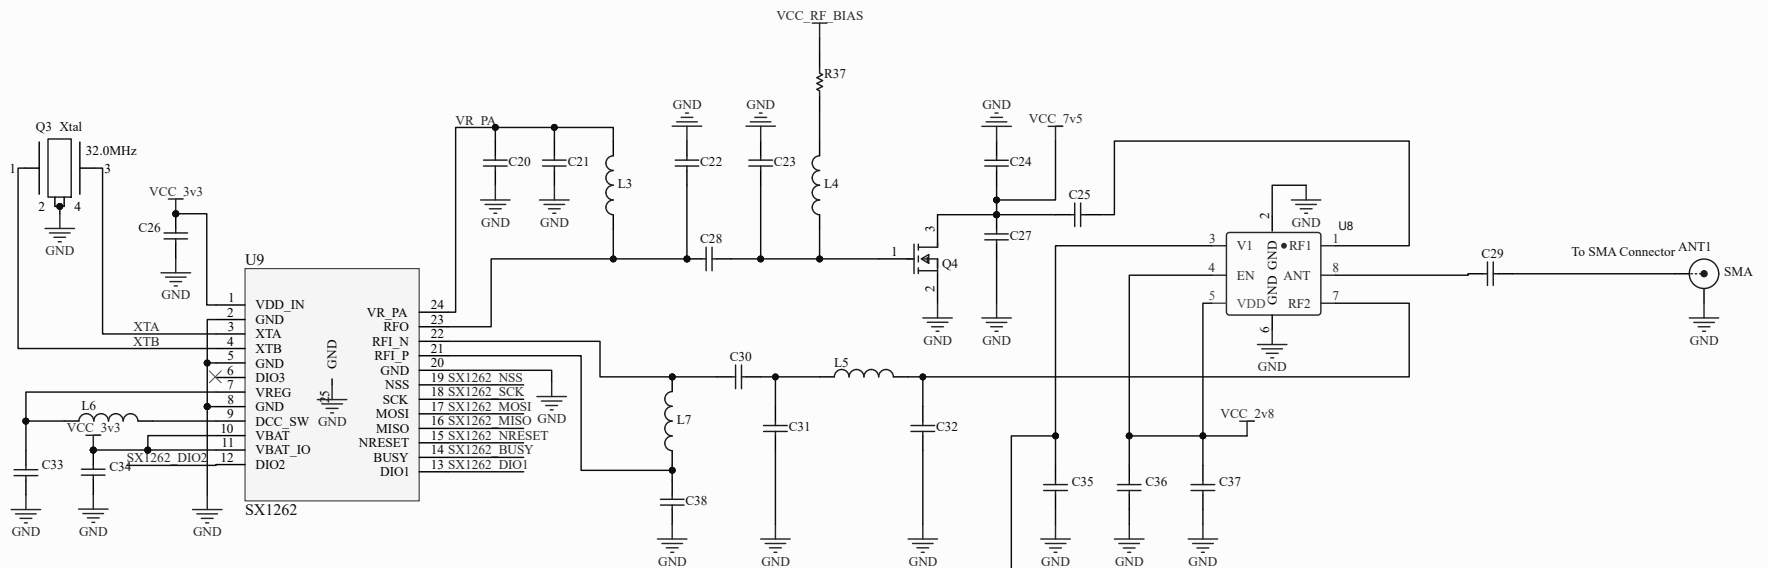 VCC_RF_BIAS
R37
L4
GND
C22
GND
C23
VR_PA
C20
GND
C21
GND
L3
C28
GND
C24
VCC_7v5
C25
C27
GND
1
3
2
Q4
GND
Q3 Xtal
32.0MHz
1
3
2
4
GND
VCC_3v3
C26
GND
XTA
XTB
U9
1 VDD_IN
2 GND
3 XTA
4 XTB
5 GND
6 DIO3
7 VREG
8 GND
9 DCC_SW
10 VBAT
11 VBAT_IO
12 DIO2
GND
25
GND
VR_PA 24
RFO 23
RFI_N 22
RFI_P 21
GND 20
NSS 19 SX1262_NSS
SCK 18 SX1262_SCK
MOSI 17 SX1262_MOSI
MISO 16 SX1262_MISO
NRESET 15 SX1262_NRESET
BUSY 14 SX1262_BUSY
DIO1 13 SX1262_DIO1
SX1262
GND
L6
VCC_3v3
SX1262_DIO2
C33
C34
GND
GND
GND
C30
L5
L7
C31
C32
C38
GND
GND
GND
2
GND
U8
3 V1
4 EN
5 VDD
GND
GND
RF1 1
ANT 8
RF2 7
6
GND
C29
To SMA Connector
ANT1
SMA
GND
VCC_2v8
C35
C36
C37
GND
GND
GND